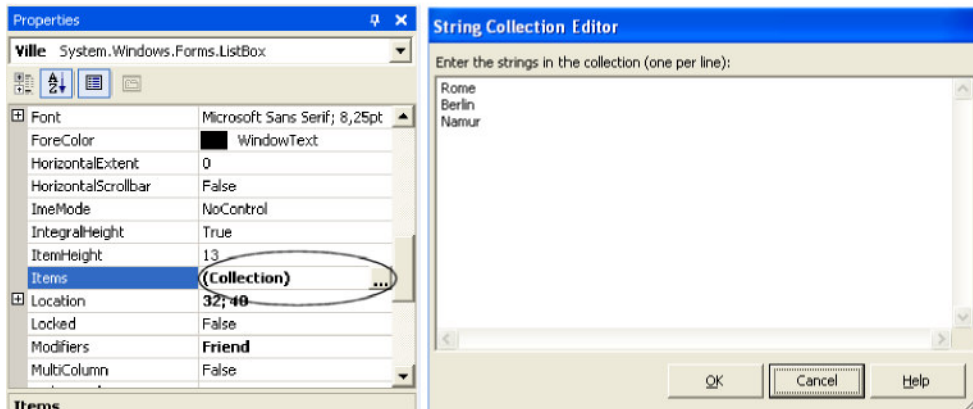 Properties
Ville System.Windows.Forms.ListBox
Font Microsoft Sans Serif; 8,25pt
ForeColor WindowText
HorizontalExtent 0
HorizontalScrollbar False
ImeMode NoControl
IntegralHeight True
ItemHeight 13
Items (Collection) ...
Location 32; 40
Locked False
Modifiers Friend
MultiColumn False
Items
String Collection Editor
Enter the strings in the collection (one per line):
Rome
Berlin
Namur
OK Cancel Help